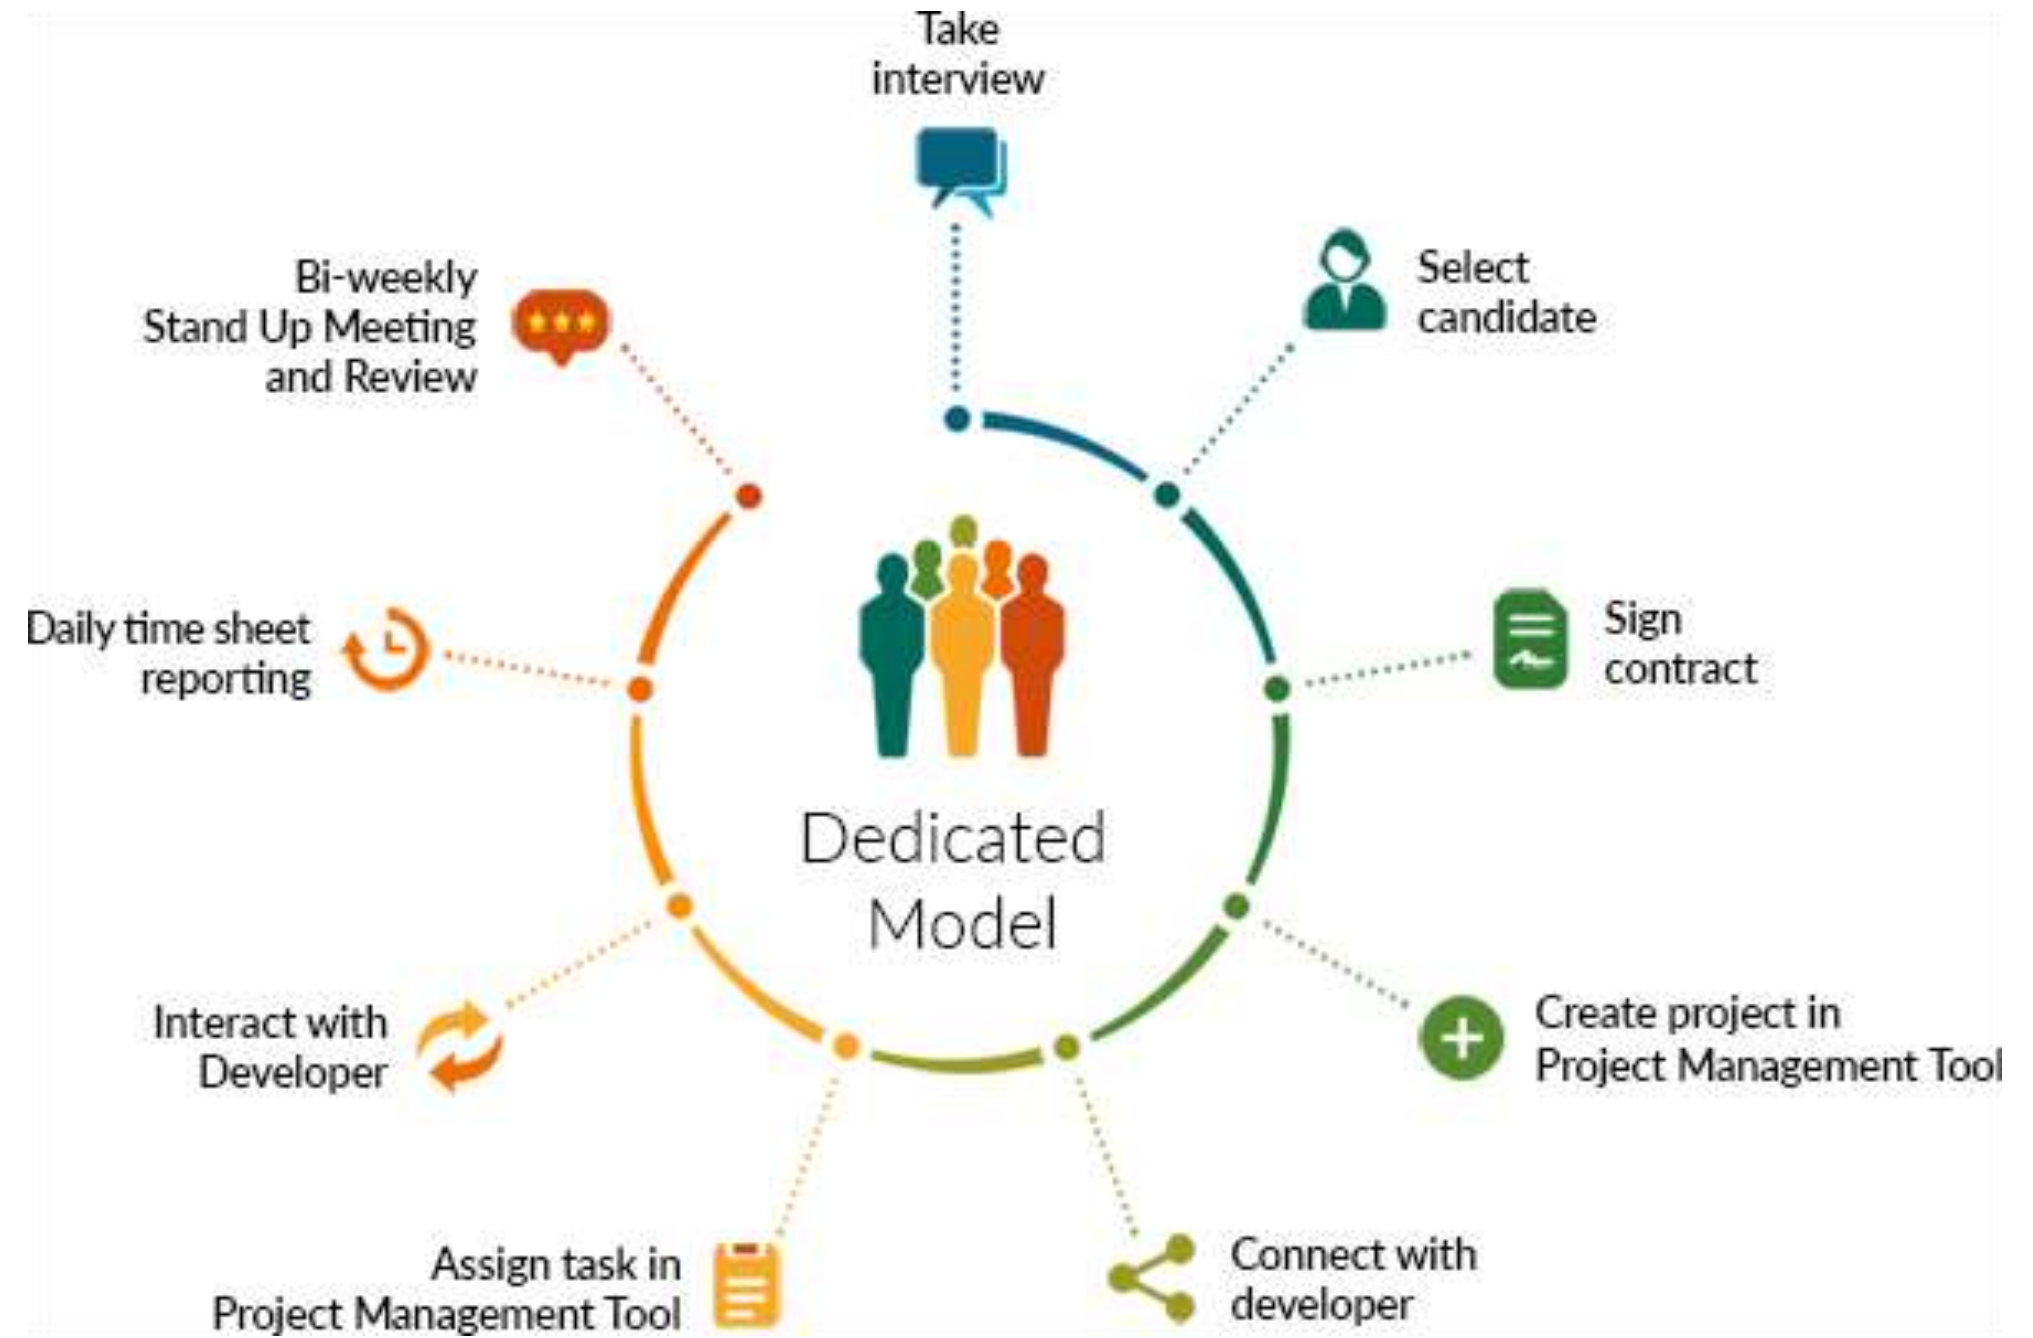 Take
interview
Select
candidate
Sign
contract
Create project in
Project Management Tool
Connect with
developer
Assign task in
Project Management Tool
Interact with
Developer
Daily time sheet
reporting
Bi-weekly
Stand Up Meeting
and Review
Dedicated
Model